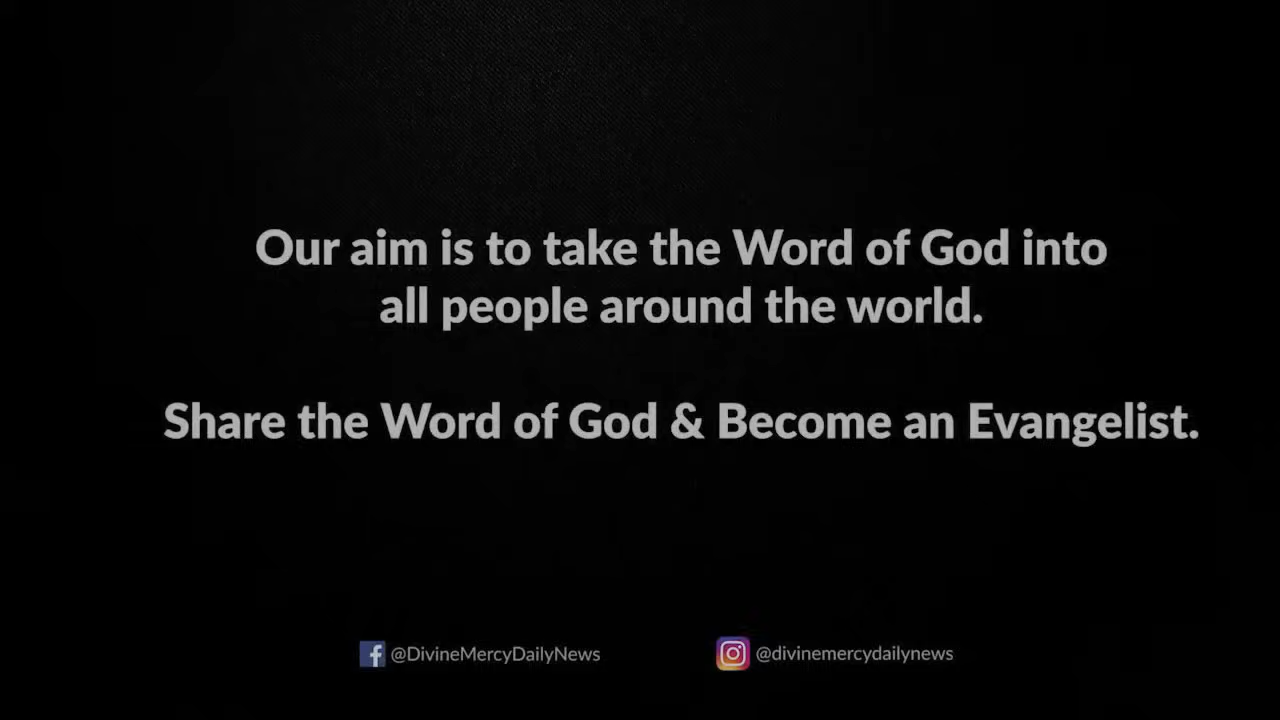 Our aim is to take the Word of God into
all people around the world.
Share the Word of God & Become an Evangelist.
@DivineMercyDailyNews
@divinemercydailynews